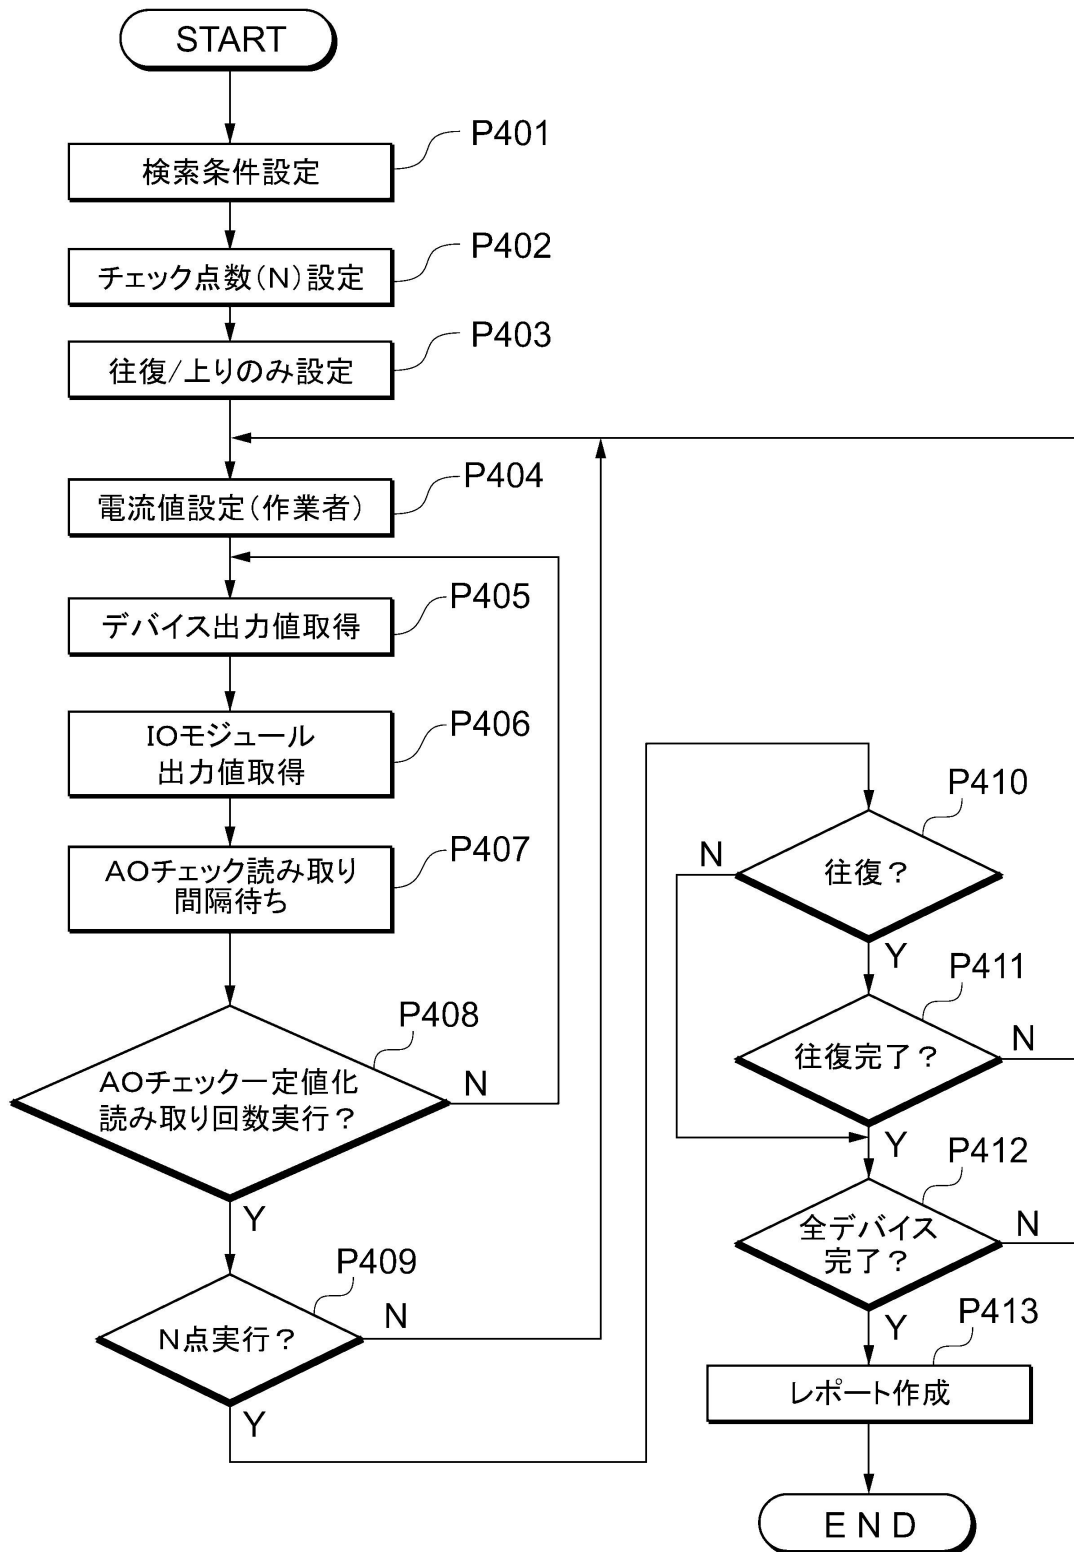 START
P401
検索条件設定
P402
チェック点数(N)設定
P403
往復/上りのみ設定
P404
電流値設定(作業者)
P405
デバイス出力値取得
P406
IOモジュール
出力値取得
P407
AOチェック読み取り
間隔待ち
P408
AOチェック一定値化
読み取り回数実行?
N
Y
P409
N点実行?
N
Y
P410
往復?
N
Y
P411
往復完了?
N
Y
P412
全デバイス
完了?
N
Y
P413
レポート作成
END